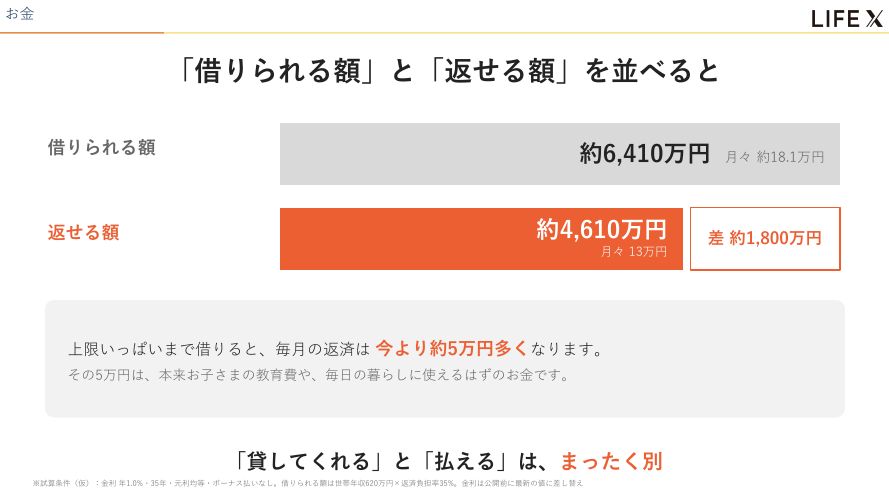 お金
LIFE X
「借りられる額」と「返せる額」を並べると
借りられる額
約6,410万円 月々 約18.1万円
返せる額
約4,610万円
月々 13万円
差 約1,800万円
上限いっぱいまで借りると、毎月の返済は 今より約5万円多くなります。
その5万円は、本来お子さまの教育費や、毎日の暮らしに使えるはずのお金です。
「貸してくれる」と「払える」は、まったく別
※試算条件（仮）：金利 年1.0%・35年・元利均等・ボーナス払いなし。借りられる額は世帯年収620万円×返済負担率35%。金利は公開前に最新の値に差し替え